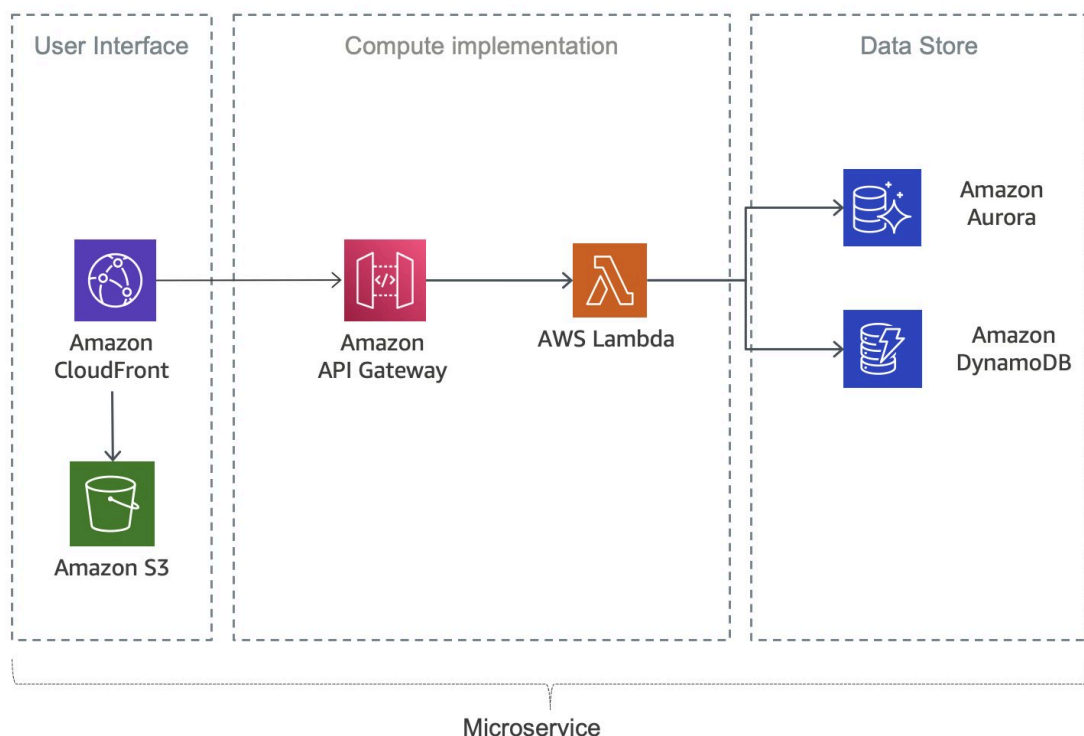 User Interface
Compute implementation
Data Store
Amazon
Aurora
Amazon
CloudFront
Amazon
API Gateway
AWS Lambda
Amazon
DynamoDB
Amazon S3
Microservice